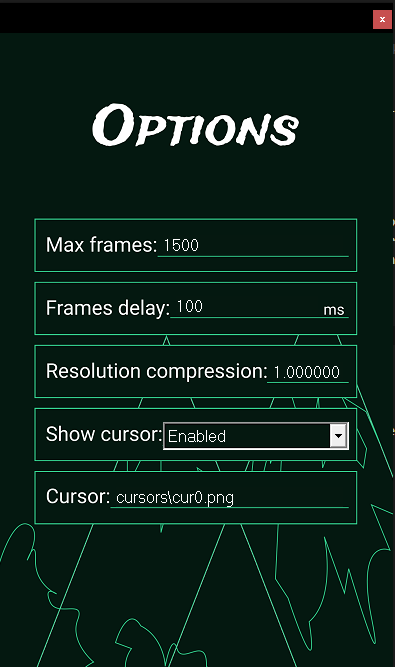 x
Options
Max frames: 1500
Frames delay: 100 ms
Resolution compression: 1.000000
Show cursor: Enabled
Cursor: cursors\cur0.png